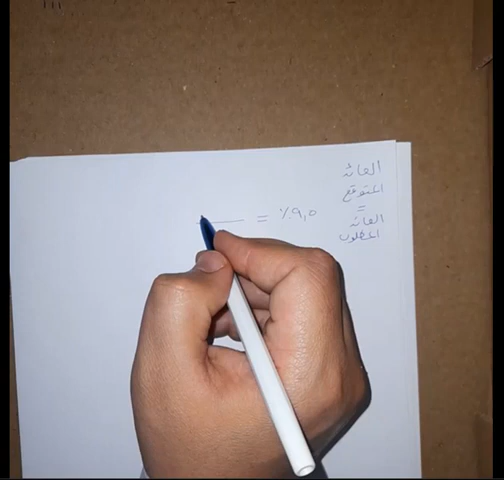 العائد
المتوقع
=
العائد
المطلوب
٪٩,٥ =